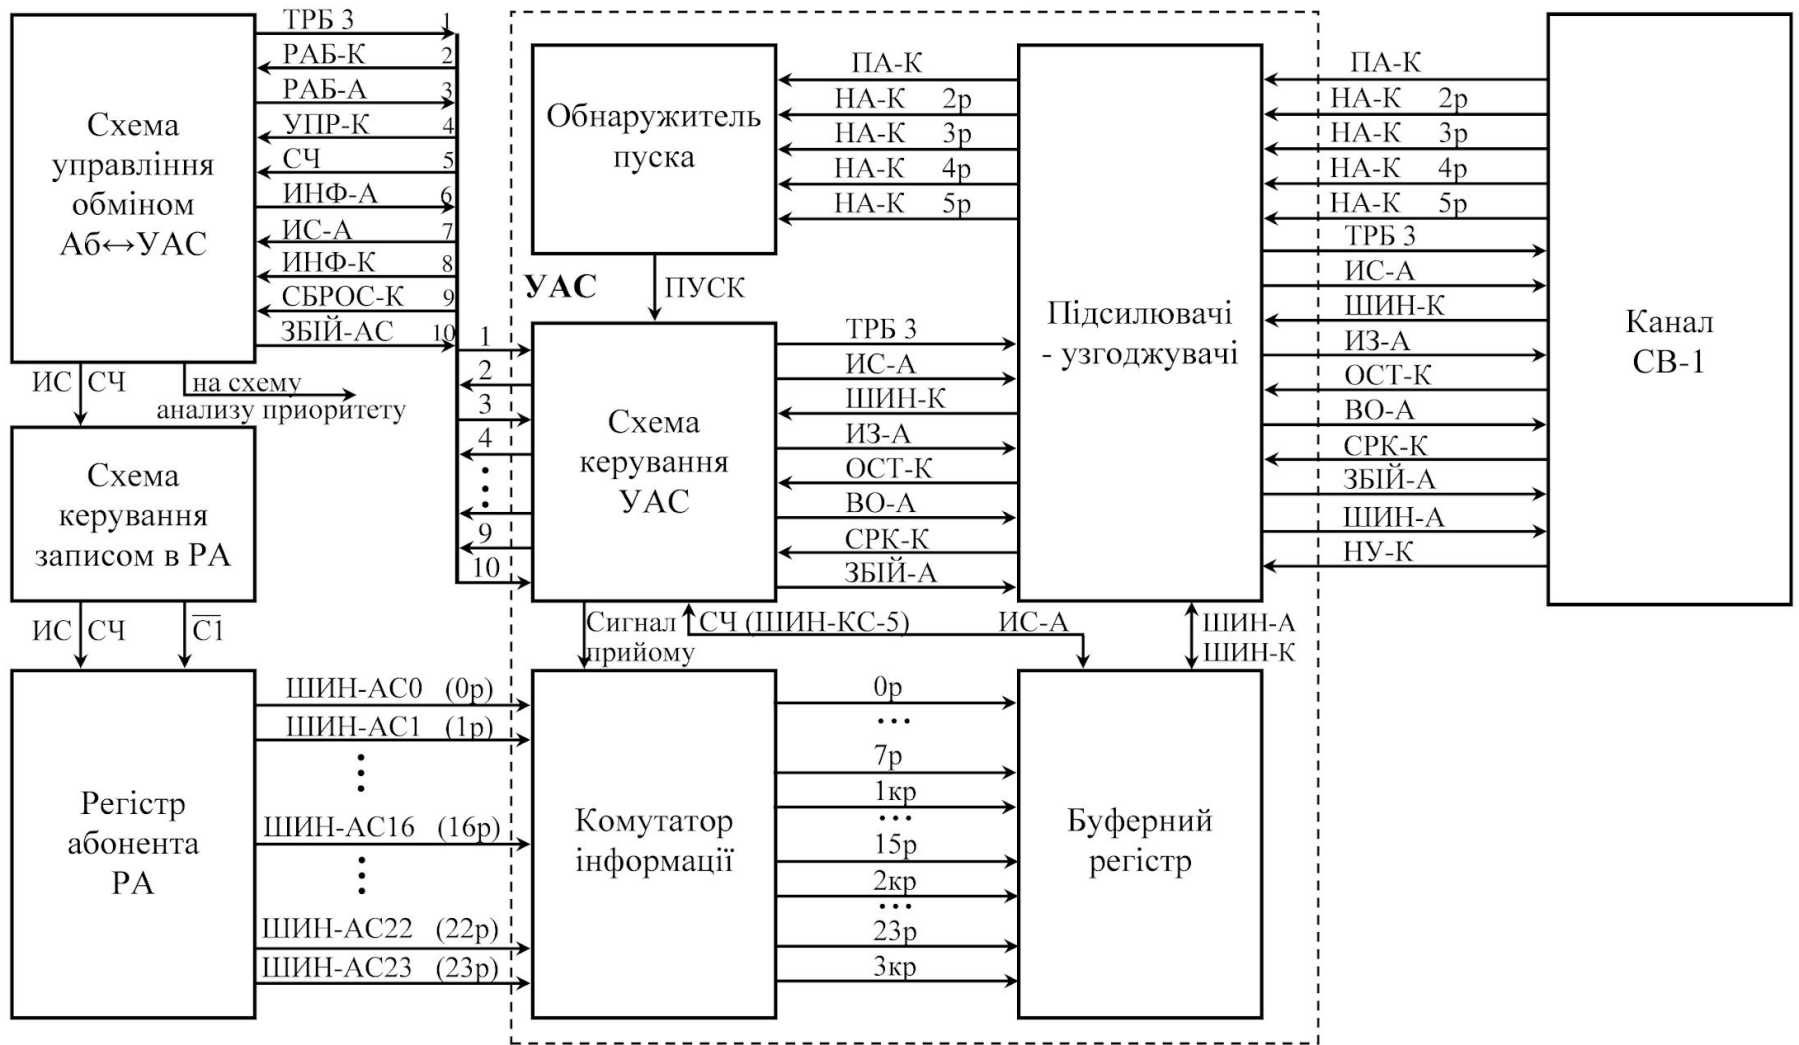 ТРБ 3 1
РАБ-К 2
РАБ-А 3
УПР-К 4
СЧ 5
ИНФ-А 6
ИС-А 7
ИНФ-К 8
СБРОС-К 9
ЗБІЙ-АС 10
Схема
управління
обміном
Аб↔УАС
ИС СЧ
на схему
анализу приоритету
Схема
керування
записом в РА
ИС СЧ
C1
Регістр
абонента
РА
ШИН-АС0 (0р)
ШИН-АС1 (1р)
ШИН-АС16 (16р)
ШИН-АС22 (22р)
ШИН-АС23 (23р)
1
2
3
4
9
10
УАС
Обнаружитель
пуска
ПУСК
ПА-К
НА-К 2р
НА-К 3р
НА-К 4р
НА-К 5р
Схема
керування
УАС
ТРБ 3
ИС-А
ШИН-К
ИЗ-А
ОСТ-К
ВО-А
СРК-К
ЗБІЙ-А
Сигнал
прийому
СЧ (ШИН-КС-5)
ИС-А
Підсилювачі
- узгоджувачі
ШИН-А
ШИН-К
Комутатор
інформації
0р
...
7р
1кр
...
15р
2кр
...
23р
3кр
Буферний
регістр
ПА-К
НА-К 2р
НА-К 3р
НА-К 4р
НА-К 5р
ТРБ 3
ИС-А
ШИН-К
ИЗ-А
ОСТ-К
ВО-А
СРК-К
ЗБІЙ-А
ШИН-А
НУ-К
Канал
СВ-1